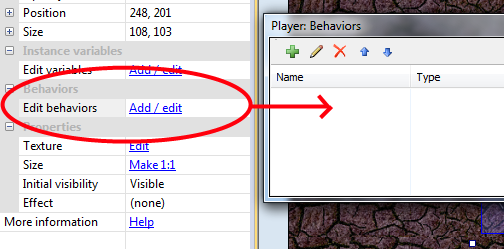 Position 248, 201
Size 108, 103
Instance variables
Edit variables Add / edit
Behaviors
Edit behaviors Add / edit
Properties
Texture Edit
Size Make 1:1
Initial visibility Visible
Effect (none)
More information Help
Player: Behaviors
Name Type